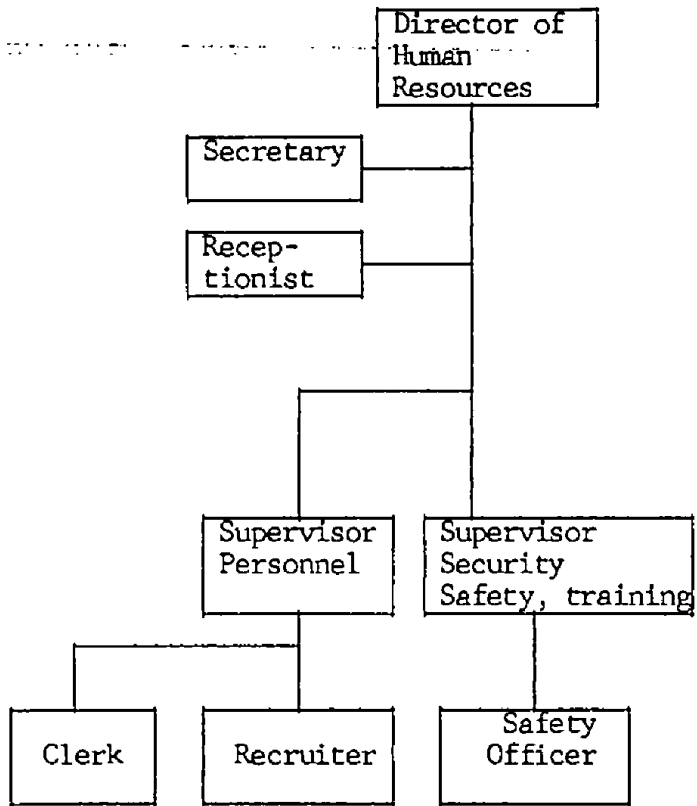 Director of
Human
Resources
Secretary
Recep-
tionist
Supervisor
Personnel
Supervisor
Security
Safety, training
Clerk
Recruiter
Safety
Officer